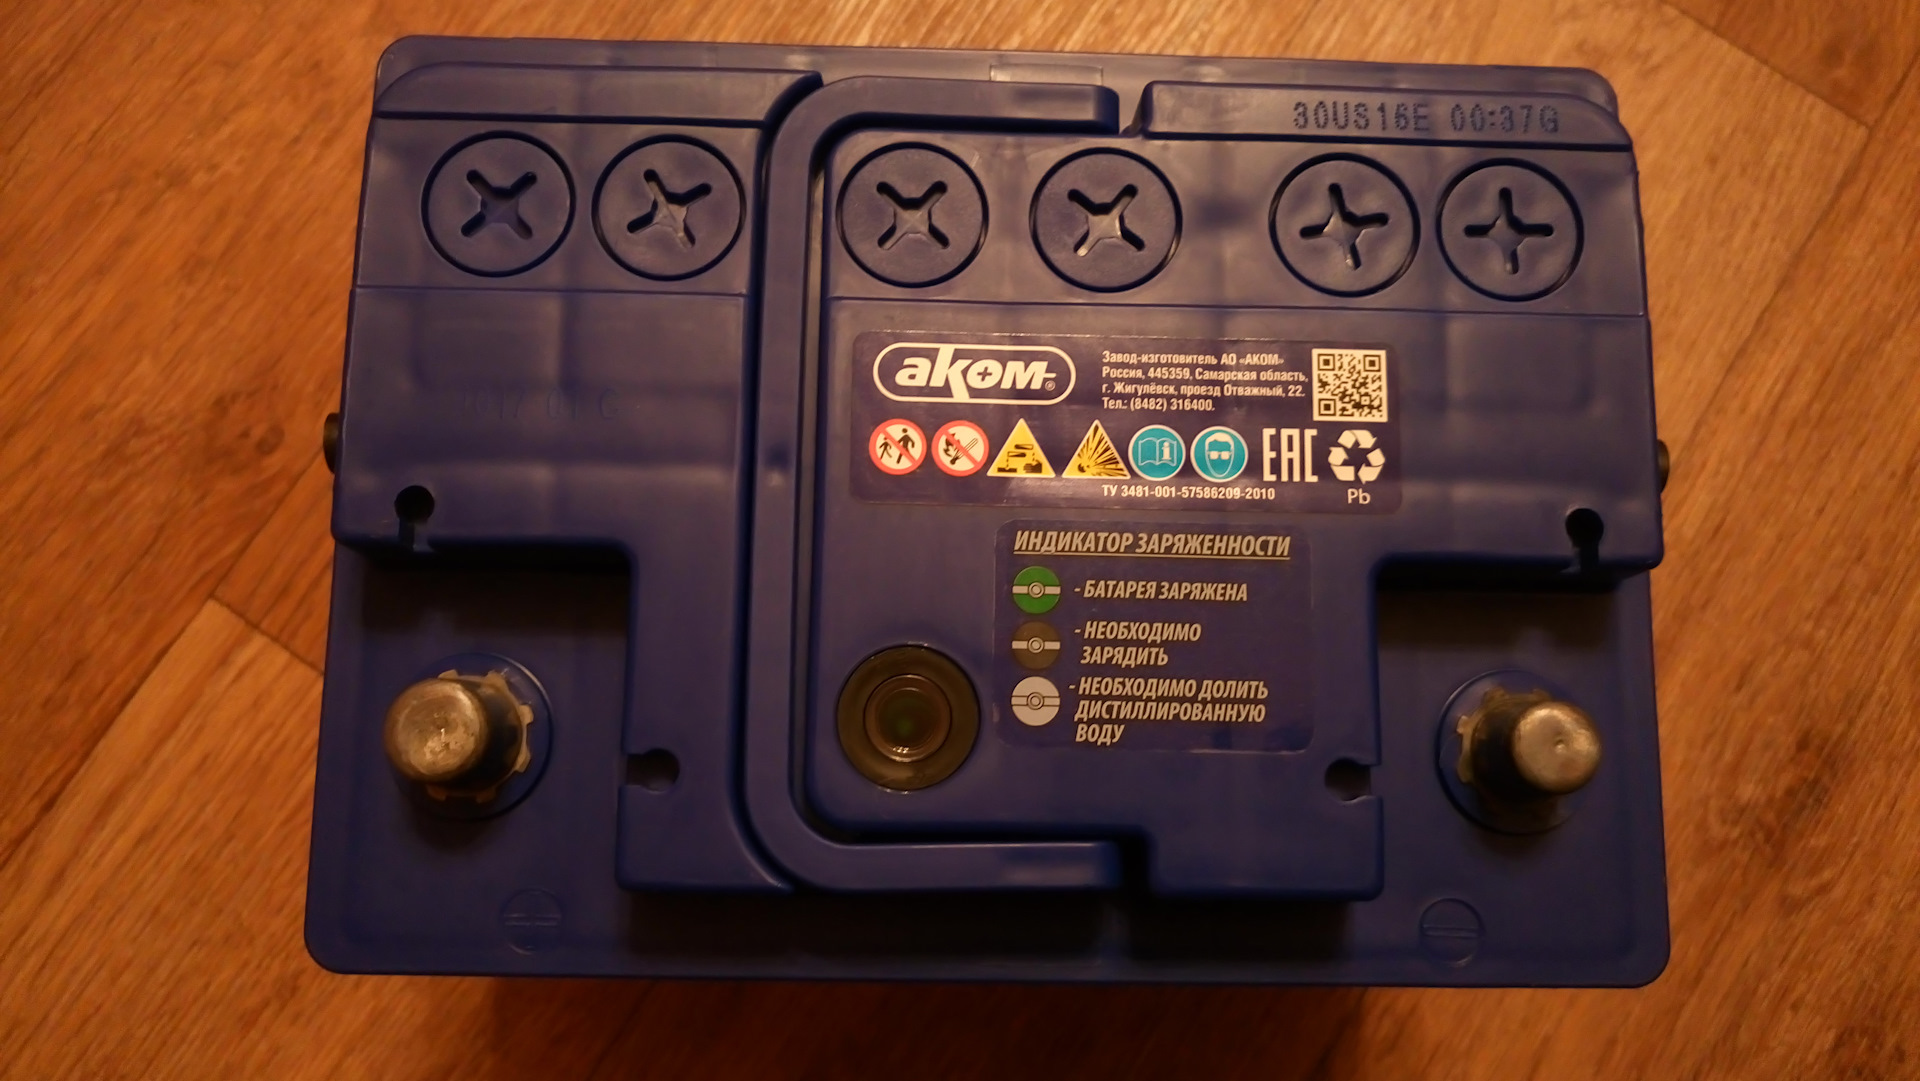 30US16E 00:37G
аком®
Завод-изготовитель АО «АКОМ»
Россия, 445359, Самарская область,
г. Жигулёвск, проезд Отважный, 22.
Тел.: (8482) 316400.
ЕАС
ТУ 3481-001-57586209-2010
Pb
ИНДИКАТОР ЗАРЯЖЕННОСТИ
- БАТАРЕЯ ЗАРЯЖЕНА
- НЕОБХОДИМО
ЗАРЯДИТЬ
- НЕОБХОДИМО ДОЛИТЬ
ДИСТИЛЛИРОВАННУЮ
ВОДУ